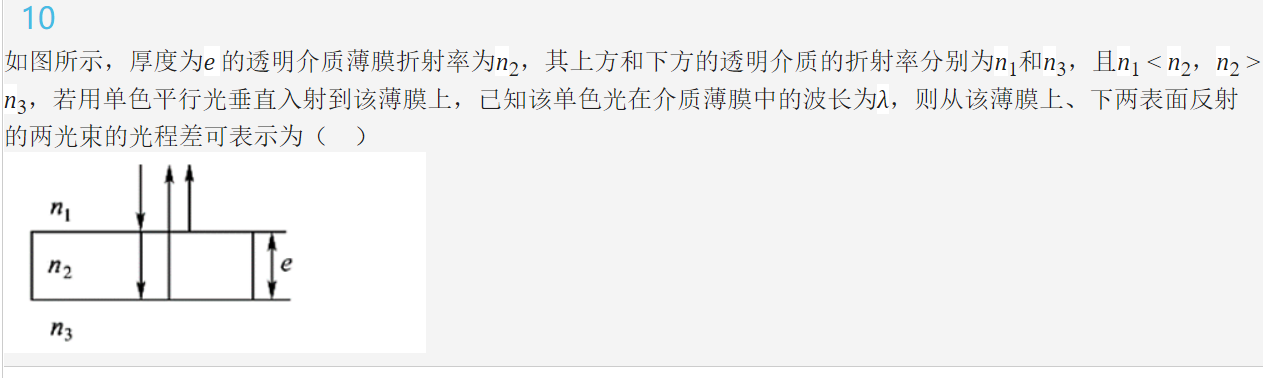 10
如图所示，厚度为e 的透明介质薄膜折射率为n₂，其上方和下方的透明介质的折射率分别为n₁和n₃，且n₁ < n₂，n₂ >
n₃，若用单色平行光垂直入射到该薄膜上，已知该单色光在介质薄膜中的波长为λ，则从该薄膜上、下两表面反射
的两光束的光程差可表示为（　）
n₁
n₂
e
n₃